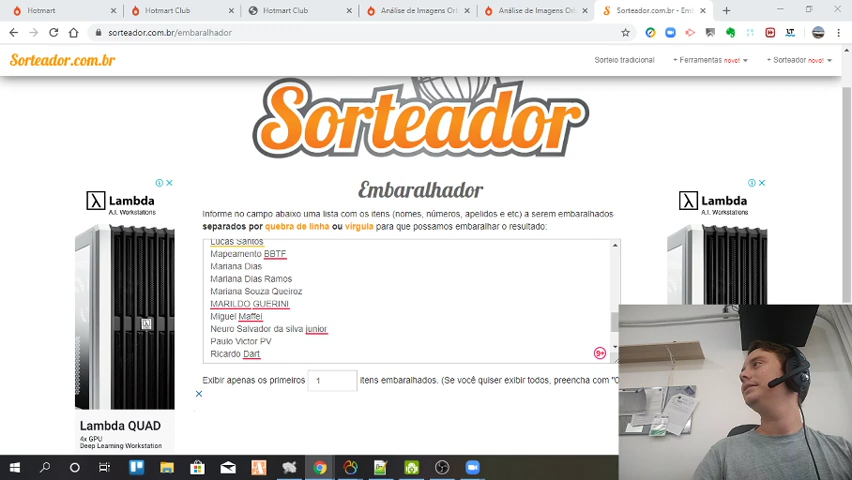 Hotmart
Hotmart Club
Hotmart Club
Análise de Imagens Or
Análise de Imagens Or
Sorteador.com.br - Em
sorteador.com.br/embaralhador
Sorteador.com.br
Sorteio tradicional
+ Ferramentas novo!
+ Sorteador novo!
Sorteador
Embaralhador
Informe no campo abaixo uma lista com os itens (nomes, números, apelidos e etc) a serem embaralhados
separados por quebra de linha ou vírgula para que possamos embaralhar o resultado:
Lucas Santos
Mapeamento BBTF
Mariana Dias
Mariana Dias Ramos
Mariana Souza Queiroz
MARILDO GUERINI
Miguel Maffei
Neuro Salvador da silva junior
Paulo Victor PV
Ricardo Dart
9+
Exibir apenas os primeiros 1 itens embaralhados. (Se você quiser exibir todos, preencha com "0
Lambda
A.I. Workstations
Lambda QUAD
4x GPU
Deep Learning Workstation
Lambda
A.I. Workstations